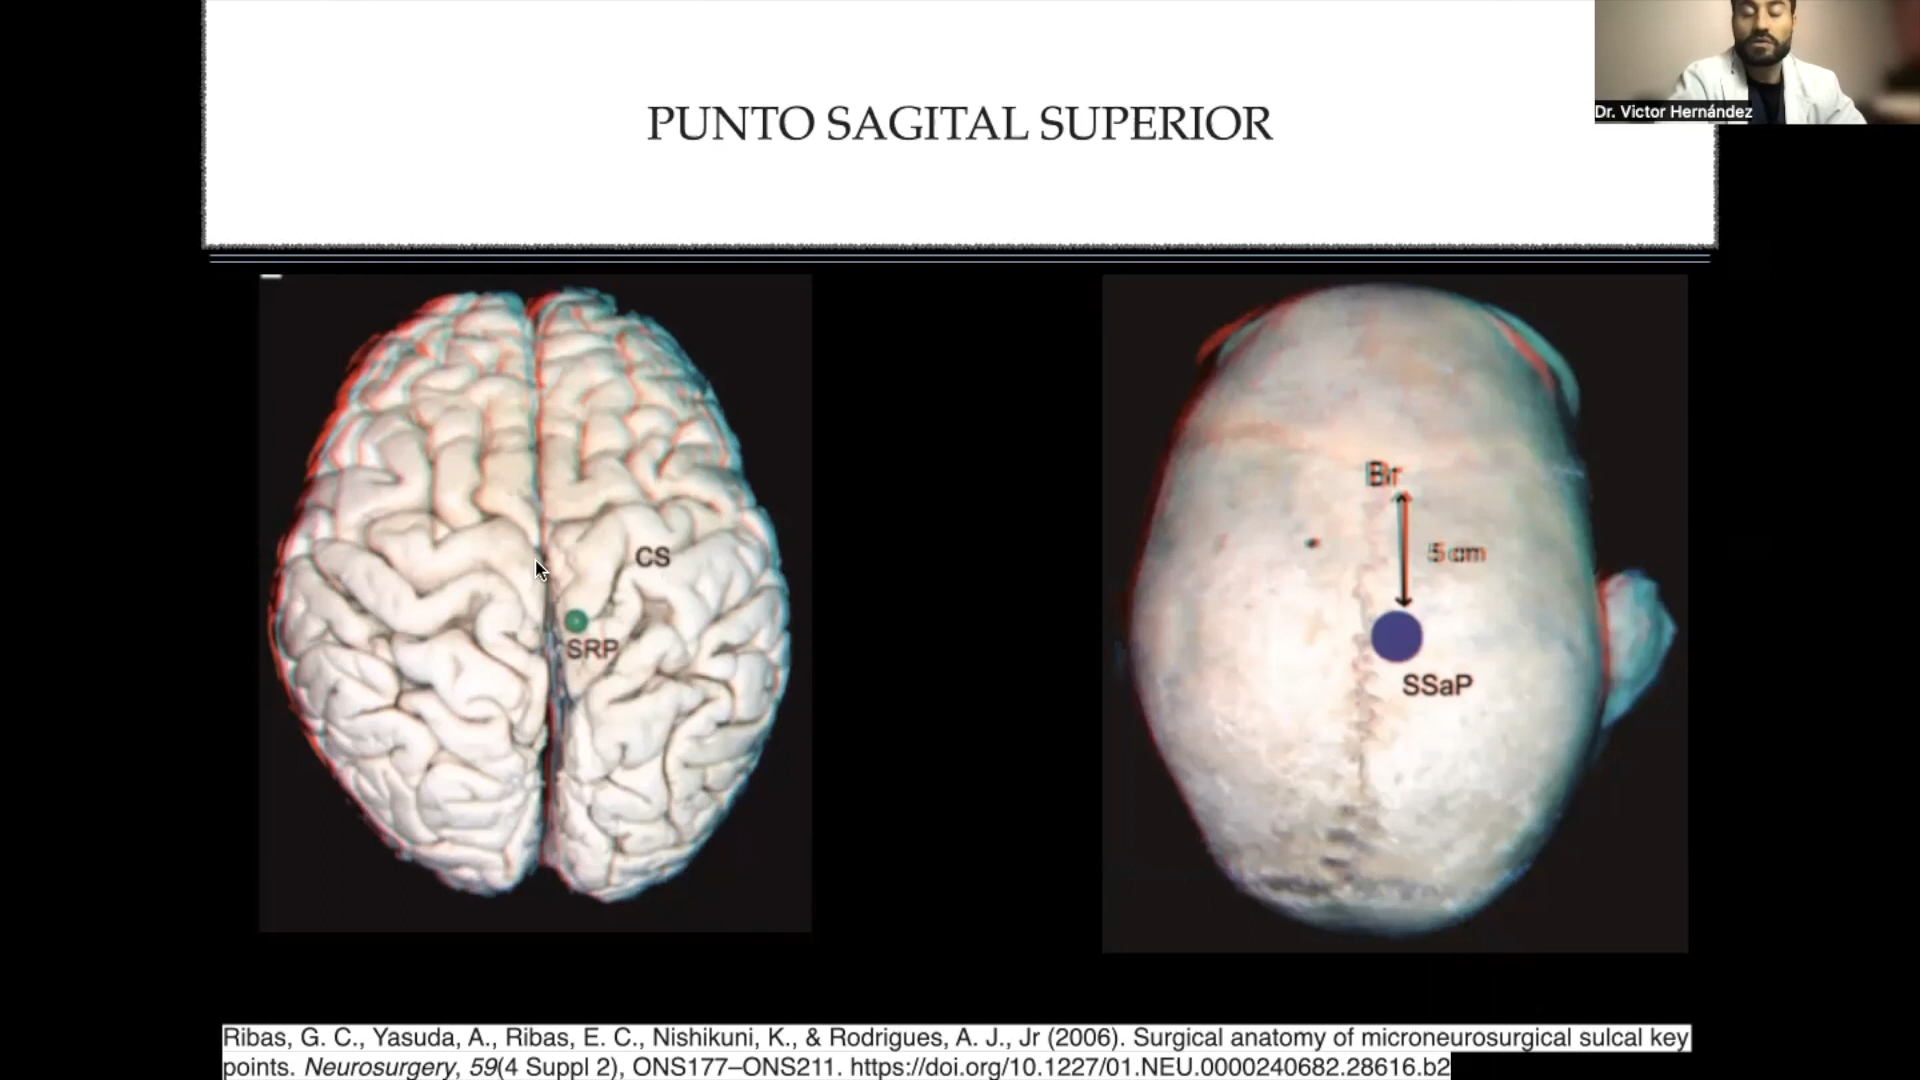 PUNTO SAGITAL SUPERIOR
Dr. Victor Hernández
CS
SRP
Br
5 cm
SSaP
Ribas, G. C., Yasuda, A., Ribas, E. C., Nishikuni, K., & Rodrigues, A. J., Jr (2006). Surgical anatomy of microneurosurgical sulcal key
points. Neurosurgery, 59(4 Suppl 2), ONS177–ONS211. https://doi.org/10.1227/01.NEU.0000240682.28616.b2